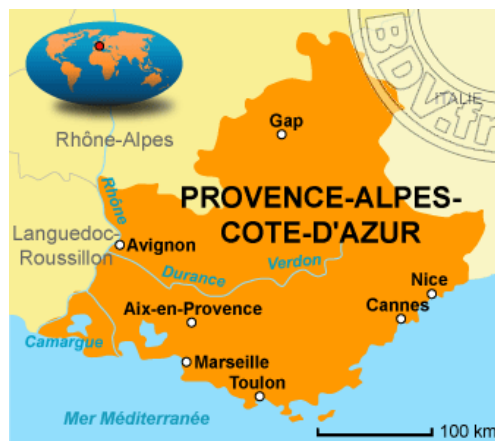 BDV.fr
ITALIE
Gap
Rhône-Alpes
Rhône
PROVENCE-ALPES-
COTE-D'AZUR
Languedoc-
Roussillon
Avignon
Verdon
Durance
Nice
Aix-en-Provence
Cannes
Camargue
Marseille
Toulon
Mer Méditerranée
100 km